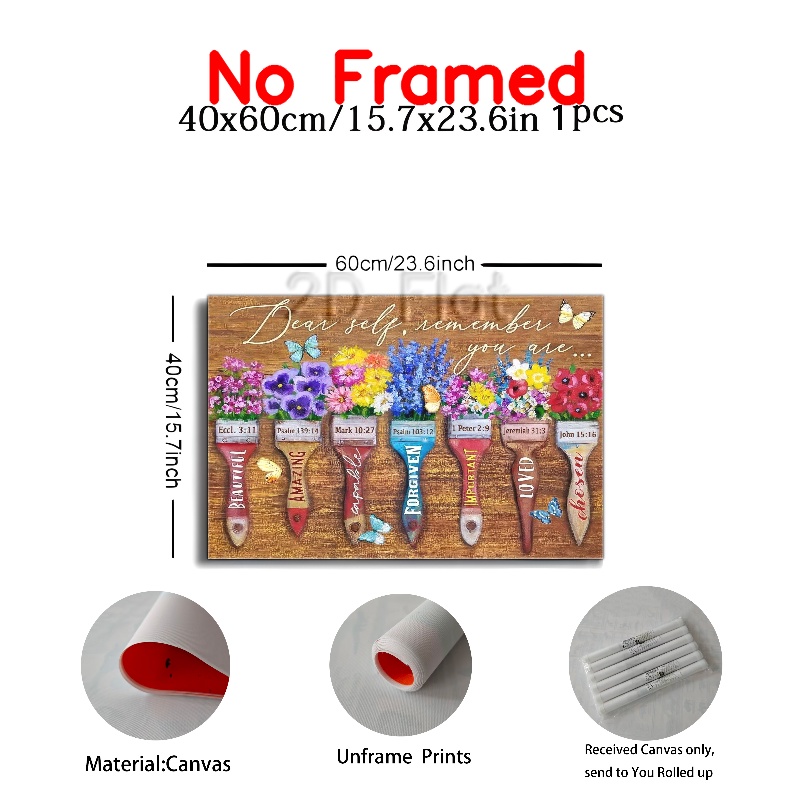 No Framed
40x60cm/15.7x23.6in 1pcs
60cm/23.6inch
2D Flat
40cm/15.7inch
Dear self, remember
you are...
Eccl. 3:11
Psalm 139:14
Mark 10:27
Psalm 103:12
1 Peter 2:9
Jeremiah 31:3
John 15:16
BEAUTIFUL
AMAZING
capable
FORGIVEN
IMPORTANT
LOVED
chosen
Material:Canvas
Unframe Prints
Received Canvas only,
send to You Rolled up